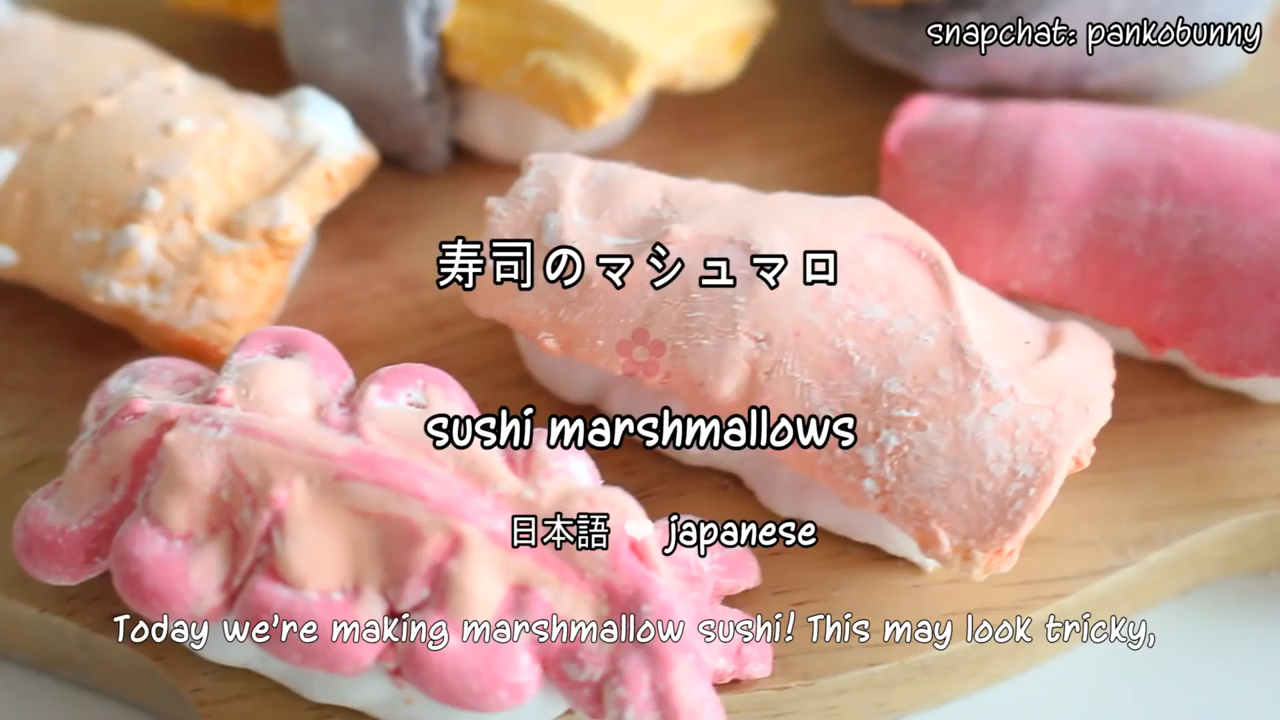 snapchat: pankobunny
寿司のマシュマロ
sushi marshmallows
日本語 japanese
Today we're making marshmallow sushi! This may look tricky,